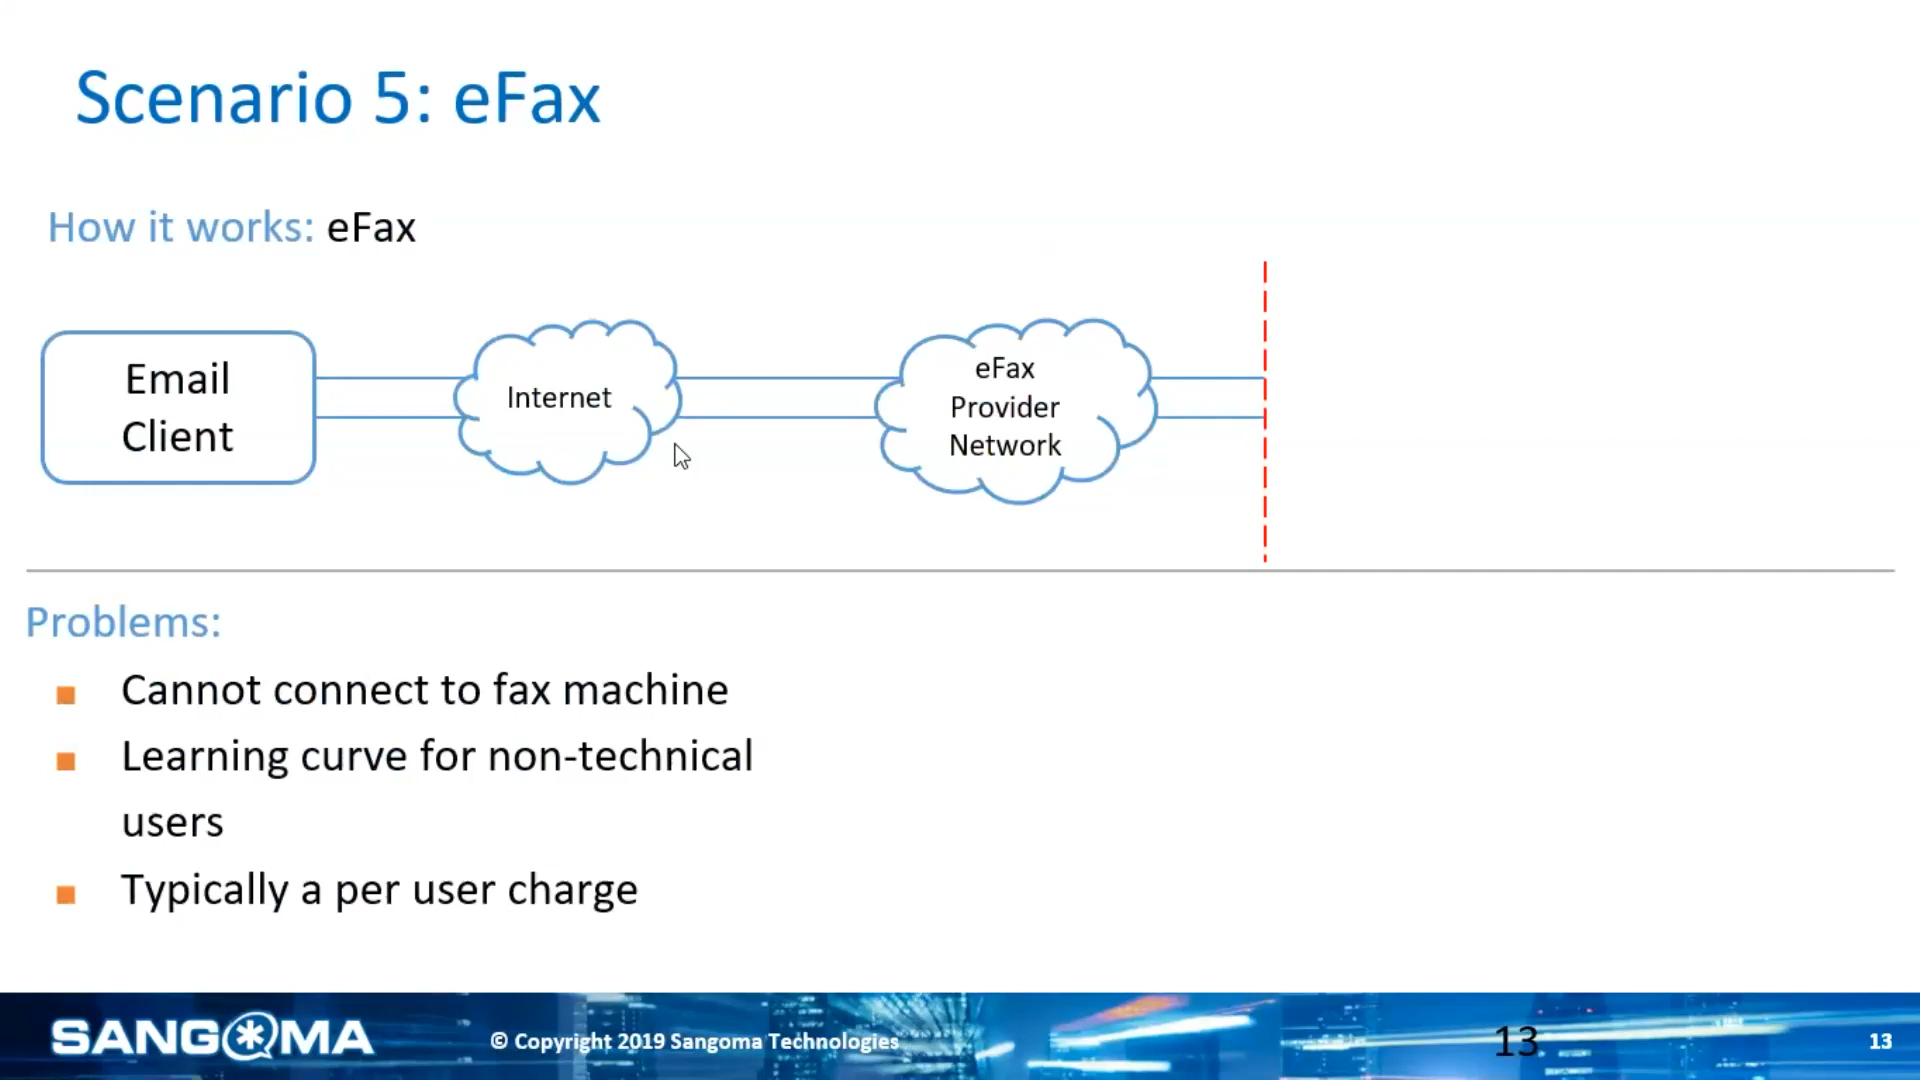 Scenario 5: eFax
How it works: eFax
Email
Client
Internet
eFax
Provider
Network
Problems:
Cannot connect to fax machine
Learning curve for non-technical
users
Typically a per user charge
SANGOMA
© Copyright 2019 Sangoma Technologies
13
13